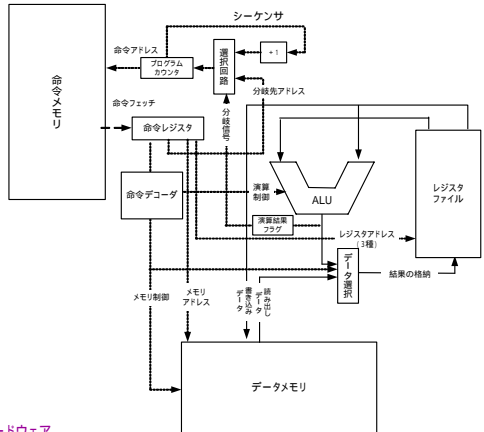 シーケンサ
命令メモリ
命令アドレス
プログラム
カウンタ
選択回路
+1
分岐先アドレス
命令フェッチ
命令レジスタ
分岐信号
命令デコーダ
演算
制御
ALU
レジスタ
ファイル
演算結果
フラグ
レジスタアドレス
(3種)
データ選択
結果の格納
メモリ制御
メモリ
アドレス
書き込み
データ
読み出し
データ
データメモリ
ードウェア